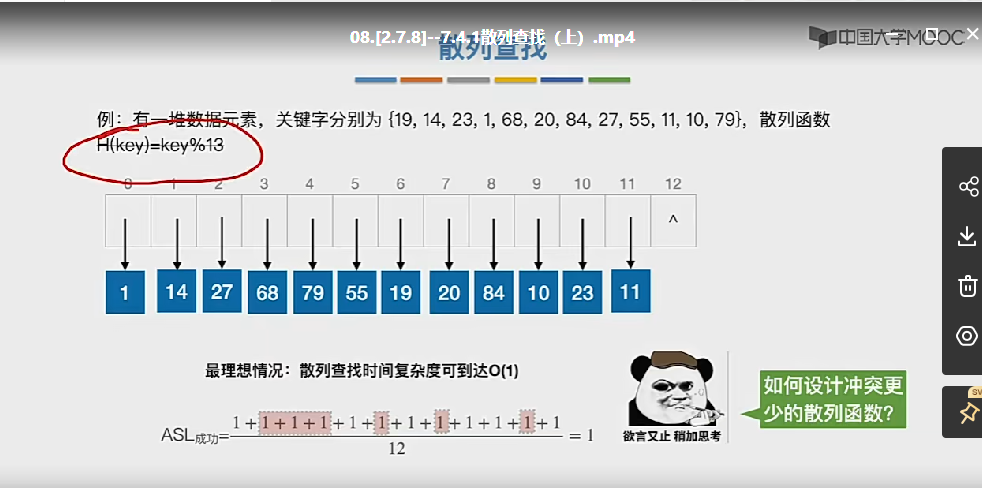 08.[2.7.8]--7.4.1散列查找（上）.mp4
中国大学MOOC
散列查找
例：有一堆数据元素，关键字分别为 {19, 14, 23, 1, 68, 20, 84, 27, 55, 11, 10, 79}，散列函数
H(key)=key%13
0 1 2 3 4 5 6 7 8 9 10 11 12
^
1 14 27 68 79 55 19 20 84 10 23 11
最理想情况：散列查找时间复杂度可到达O(1)
ASL成功=
1+1+1+1+1+1+1+1+1+1+1+1
12
= 1
欲言又止 稍加思考
如何设计冲突更
少的散列函数？